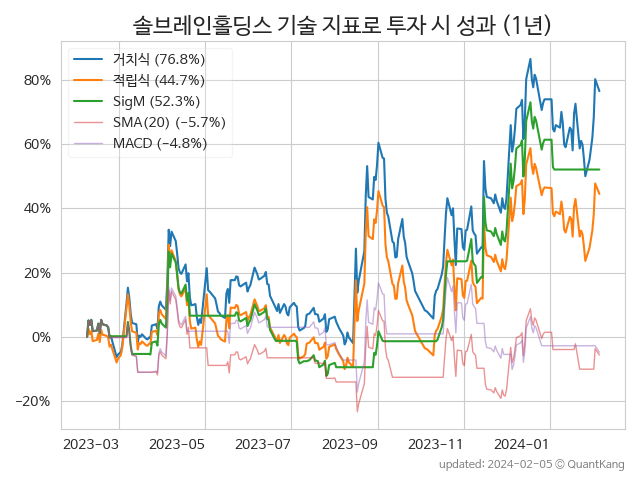 솔브레인홀딩스 기술 지표로 투자 시 성과 (1년)
거치식 (76.8%)
적립식 (44.7%)
SigM (52.3%)
SMA(20) (−5.7%)
MACD (−4.8%)
80%
60%
40%
20%
0%
−20%
2023-03 2023-05 2023-07 2023-09 2023-11 2024-01
updated: 2024-02-05 © QuantKang